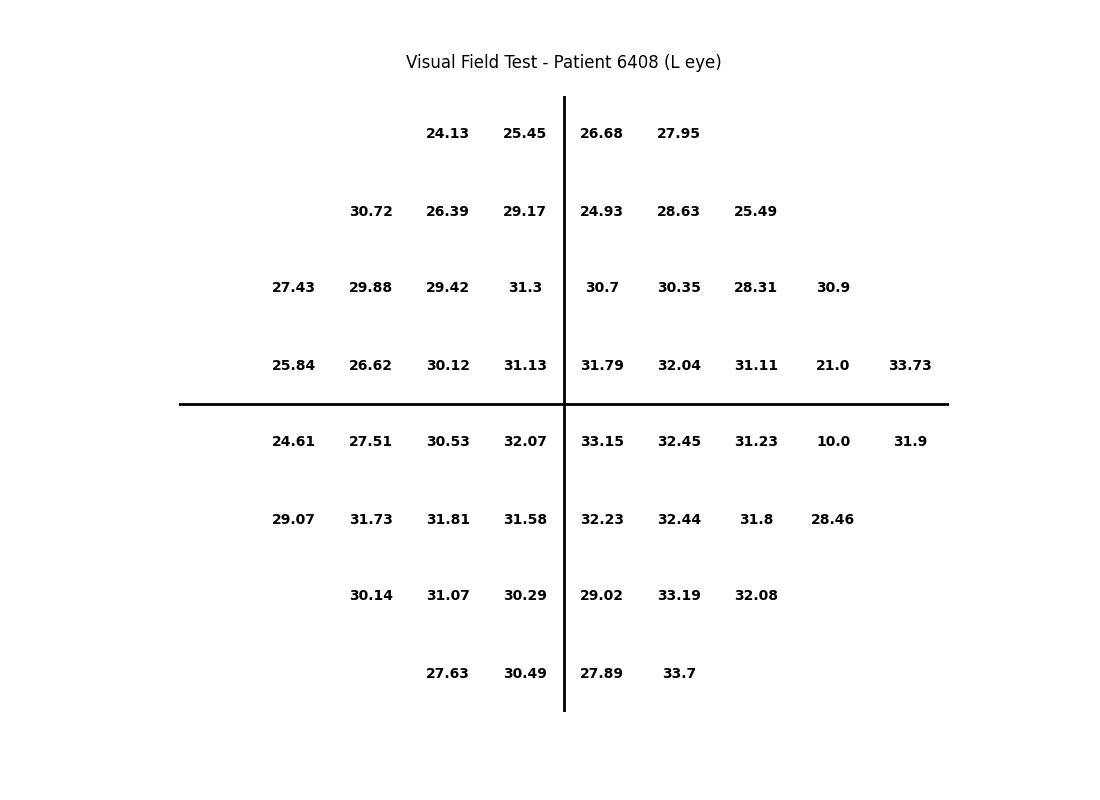 Visual Field Test - Patient 6408 (L eye)
24.13 25.45 26.68 27.95
30.72 26.39 29.17 24.93 28.63 25.49
27.43 29.88 29.42 31.3 30.7 30.35 28.31 30.9
25.84 26.62 30.12 31.13 31.79 32.04 31.11 21.0 33.73
24.61 27.51 30.53 32.07 33.15 32.45 31.23 10.0 31.9
29.07 31.73 31.81 31.58 32.23 32.44 31.8 28.46
30.14 31.07 30.29 29.02 33.19 32.08
27.63 30.49 27.89 33.7